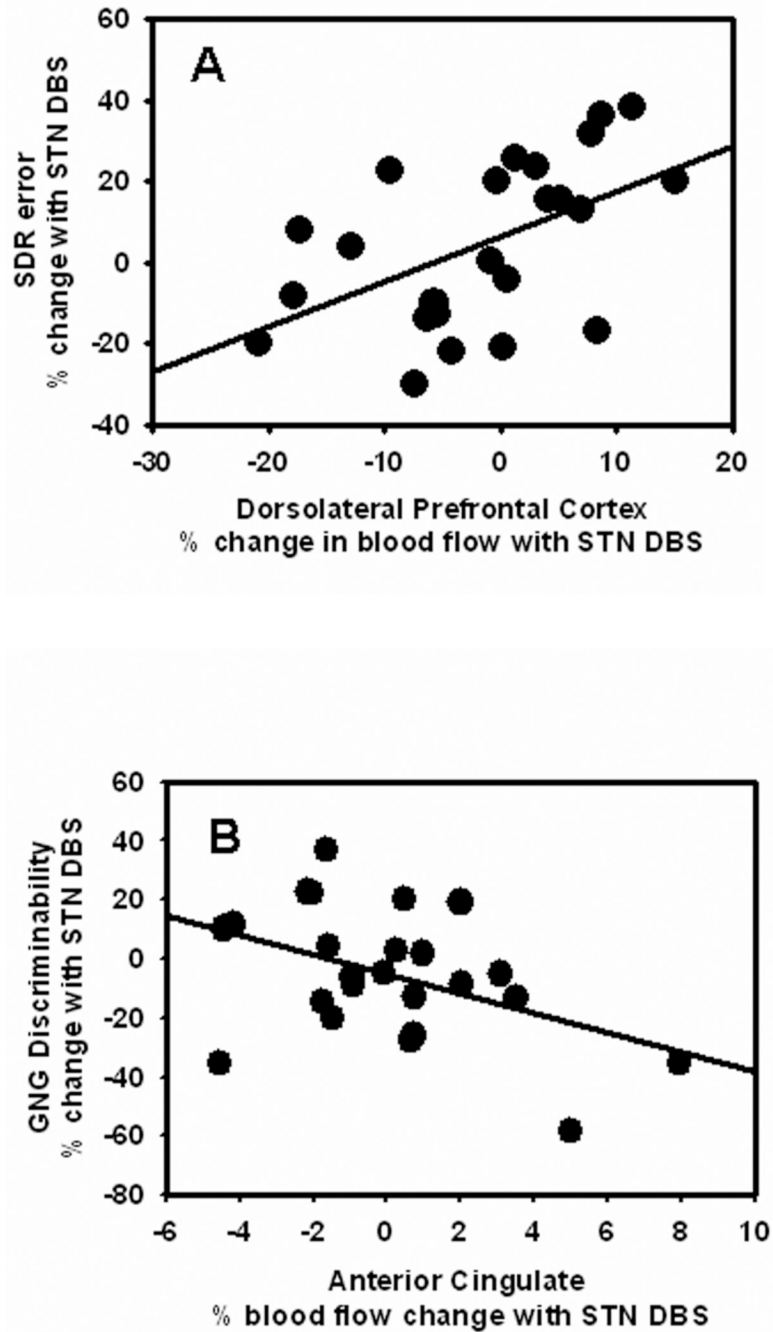 A
60
40
20
0
-20
-40
SDR error
% change with STN DBS
-30 -20 -10 0 10 20
Dorsolateral Prefrontal Cortex
% change in blood flow with STN DBS
B
60
40
20
0
-20
-40
-60
-80
GNG Discriminability
% change with STN DBS
-6 -4 -2 0 2 4 6 8 10
Anterior Cingulate
% blood flow change with STN DBS